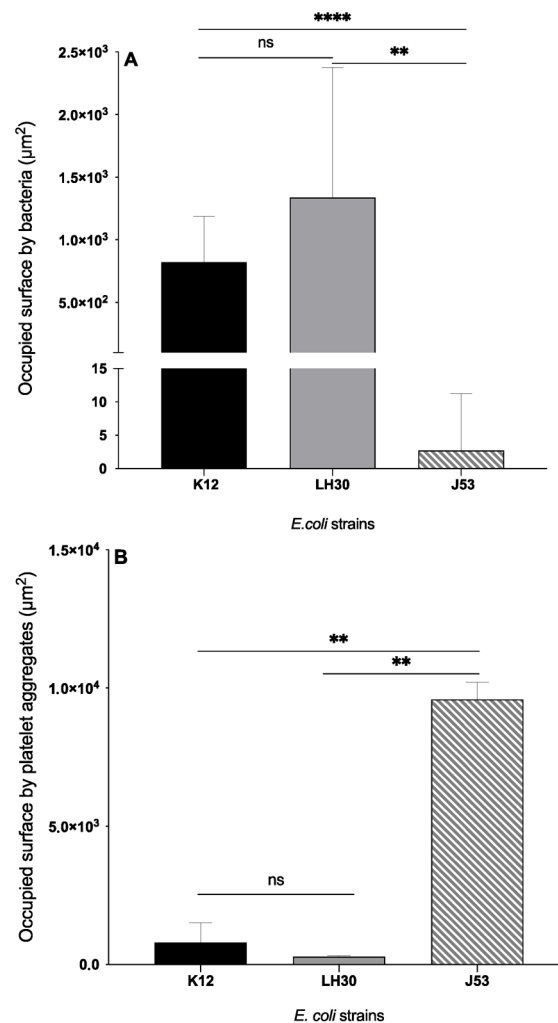 ****
A
ns
**
2.5×10³
2.0×10³
1.5×10³
1.0×10³
5.0×10²
15
10
5
0
Occupied surface by bacteria (µm²)
K12 LH30 J53
E.coli strains
B
1.5×10⁴
**
**
1.0×10⁴
5.0×10³
ns
0.0
Occupied surface by platelet aggregates (µm²)
K12 LH30 J53
E. coli strains